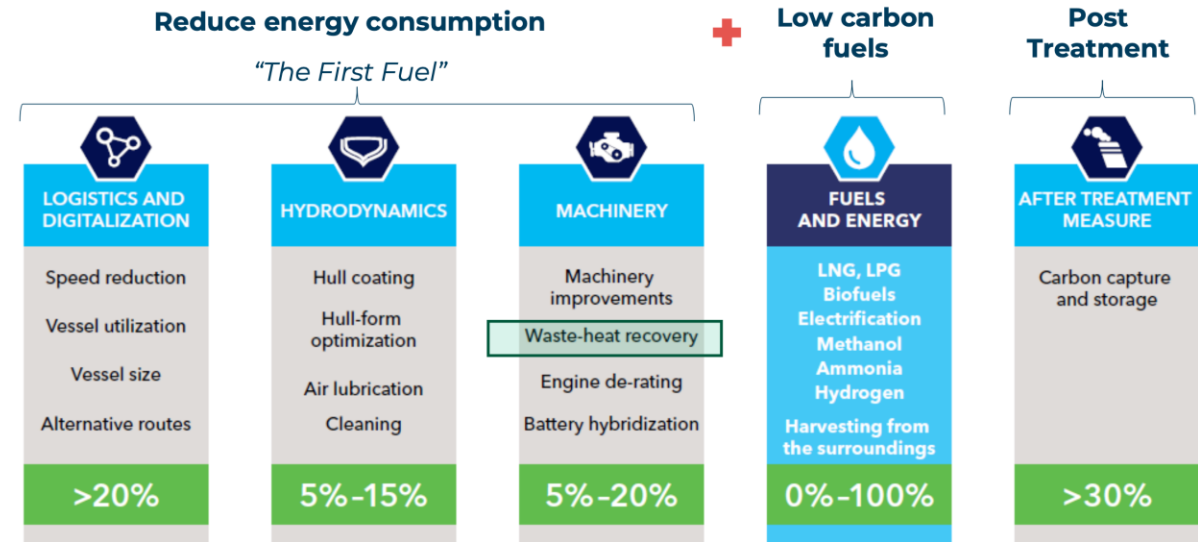 Reduce energy consumption
“The First Fuel”
Low carbon
fuels
Post
Treatment
LOGISTICS AND
DIGITALIZATION
Speed reduction
Vessel utilization
Vessel size
Alternative routes
>20%
HYDRODYNAMICS
Hull coating
Hull-form
optimization
Air lubrication
Cleaning
5%–15%
MACHINERY
Machinery
improvements
Waste-heat recovery
Engine de-rating
Battery hybridization
5%–20%
FUELS
AND ENERGY
LNG, LPG
Biofuels
Electrification
Methanol
Ammonia
Hydrogen
Harvesting from
the surroundings
0%–100%
AFTER TREATMENT
MEASURE
Carbon capture
and storage
>30%